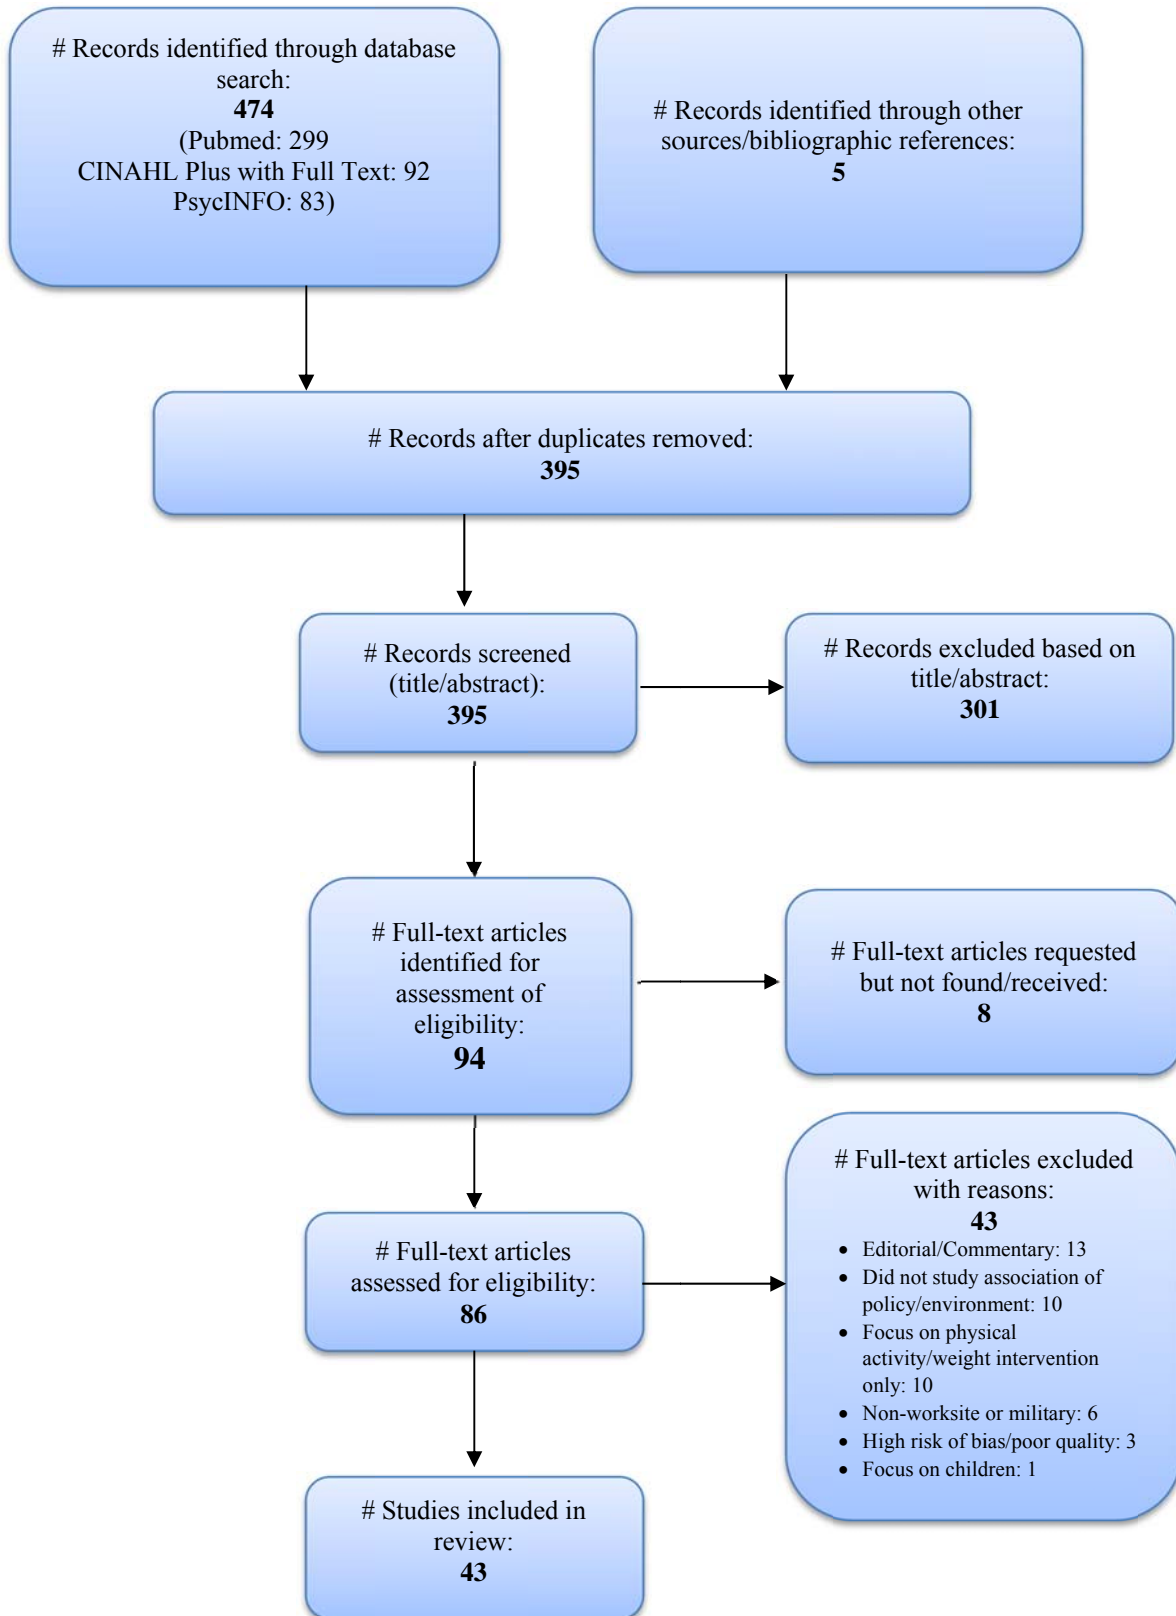 # Records identified through database
search:
474
(Pubmed: 299
CINAHL Plus with Full Text: 92
PsycINFO: 83)
# Records identified through other
sources/bibliographic references:
5
# Records after duplicates removed:
395
# Records screened
(title/abstract):
395
# Records excluded based on
title/abstract:
301
# Full-text articles
identified for
assessment of
eligibility:
94
# Full-text articles requested
but not found/received:
8
# Full-text articles
assessed for eligibility:
86
# Full-text articles excluded
with reasons:
43
• Editorial/Commentary: 13
• Did not study association of
policy/environment: 10
• Focus on physical
activity/weight intervention
only: 10
• Non-worksite or military: 6
• High risk of bias/poor quality: 3
• Focus on children: 1
# Studies included in
review:
43